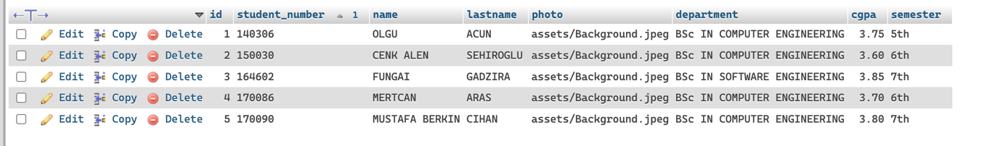 id student_number 1 name lastname photo department cgpa semester
Edit Copy Delete 1 140306 OLGU ACUN assets/Background.jpeg BSc IN COMPUTER ENGINEERING 3.75 5th
Edit Copy Delete 2 150030 CENK ALEN SEHIROGLU assets/Background.jpeg BSc IN COMPUTER ENGINEERING 3.60 6th
Edit Copy Delete 3 164602 FUNGAI GADZIRA assets/Background.jpeg BSc IN SOFTWARE ENGINEERING 3.85 7th
Edit Copy Delete 4 170086 MERTCAN ARAS assets/Background.jpeg BSc IN COMPUTER ENGINEERING 3.70 6th
Edit Copy Delete 5 170090 MUSTAFA BERKIN CIHAN assets/Background.jpeg BSc IN COMPUTER ENGINEERING 3.80 7th